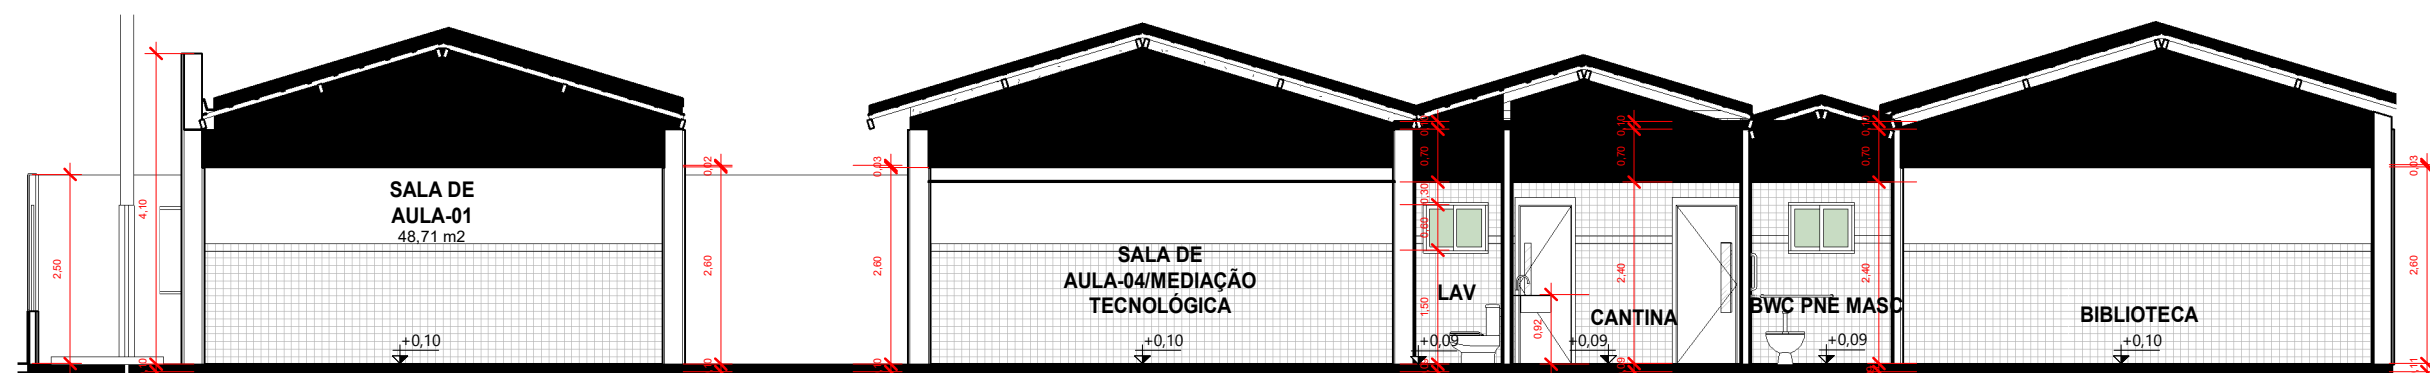 SALA DE
AULA-01
48,71 m2
+0,10
2,50
4,10
0,02
2,60
0,03
2,60
SALA DE
AULA-04/MEDIAÇÃO
TECNOLÓGICA
+0,10
0,70
0,30
0,60
1,50
LAV
+0,09
0,92
0,10
0,70
2,40
CANTINA
+0,09
0,70
2,40
BWC PNE MASC
+0,09
BIBLIOTECA
+0,10
0,03
2,60